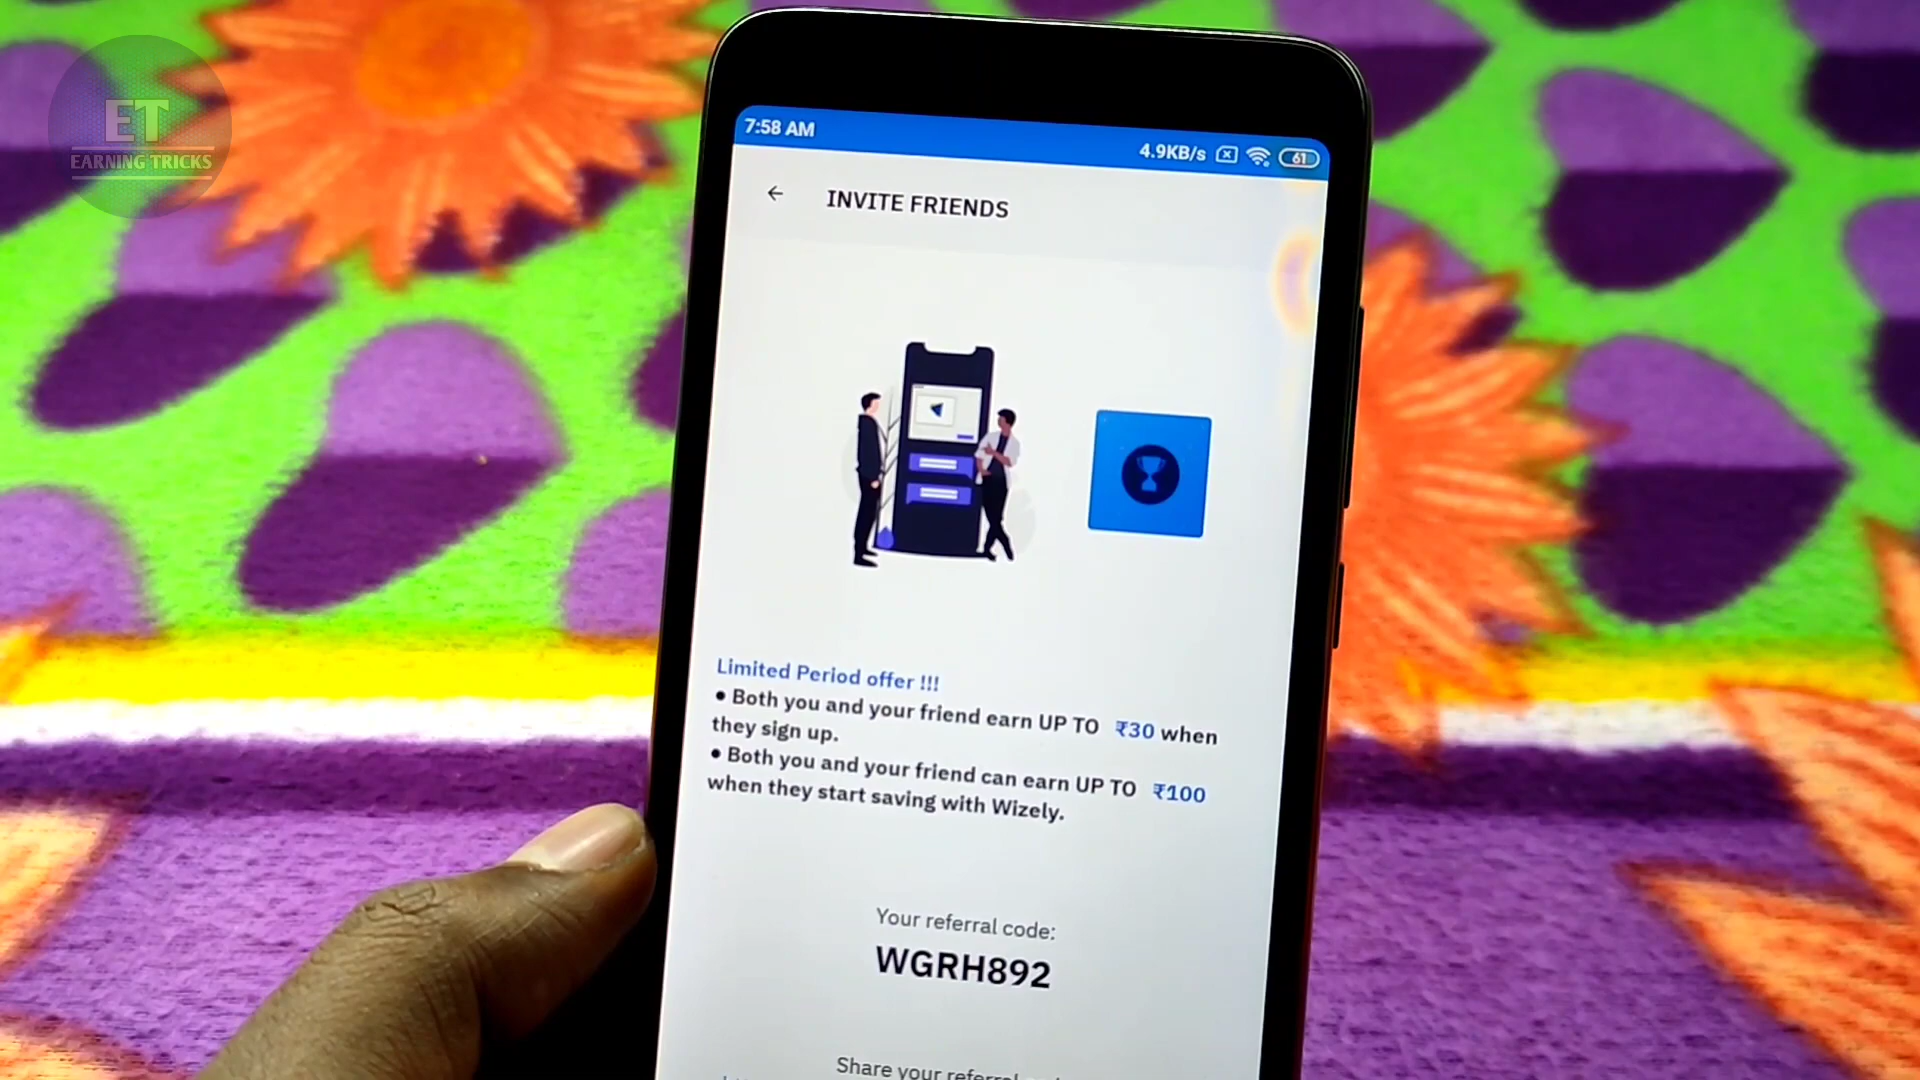 ET
EARNING TRICKS
7:58 AM
4.9KB/s
61
INVITE FRIENDS
Limited Period offer !!!
• Both you and your friend earn UP TO ₹30 when
they sign up.
• Both you and your friend can earn UP TO ₹100
when they start saving with Wizely.
Your referral code:
WGRH892
Share your referral